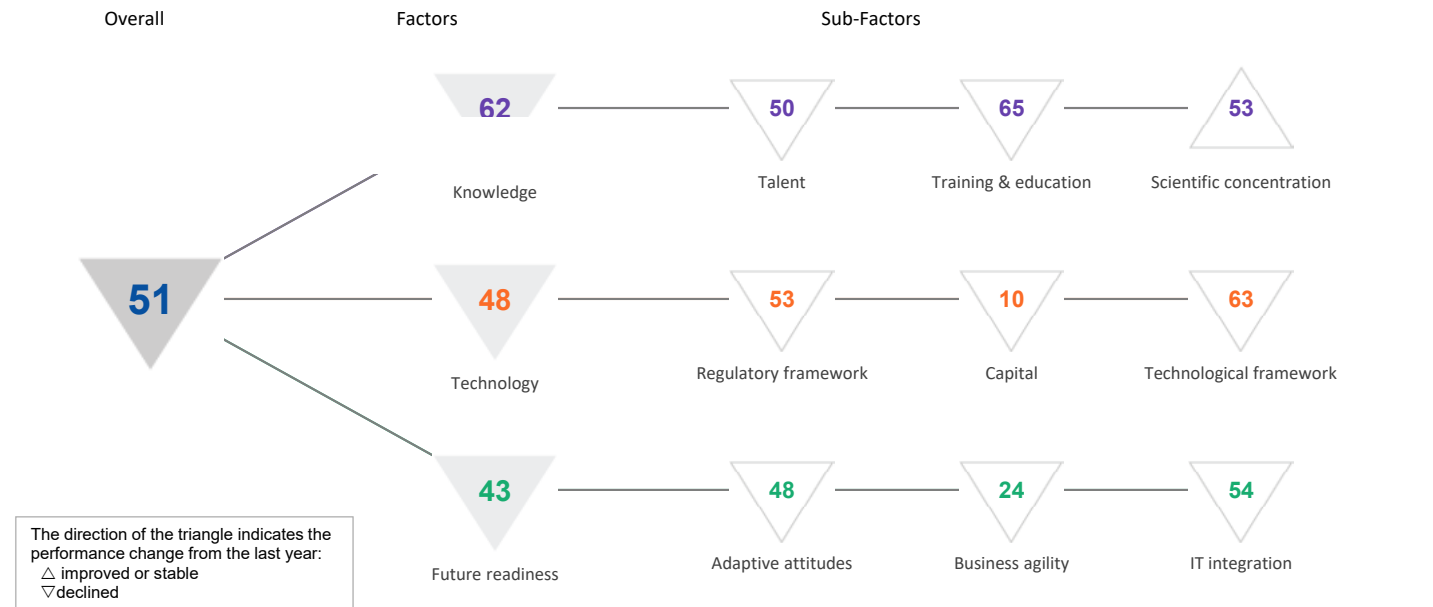 Overall Factors Sub-Factors
62 50 65 53
Knowledge Talent Training & education Scientific concentration
51 48 53 10 63
Technology Regulatory framework Capital Technological framework
43 48 24 54
Future readiness Adaptive attitudes Business agility IT integration
The direction of the triangle indicates the
performance change from the last year:
△ improved or stable
▽declined